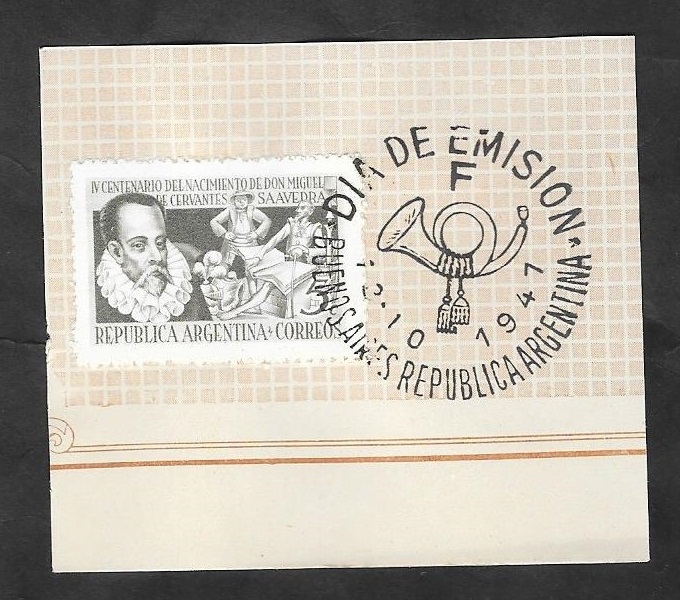 IV CENTENARIO DEL NACIMIENTO DE DON MIGUEL
DE CERVANTES SAAVEDRA
REPUBLICA ARGENTINA CORREOS
DIA DE EMISION
F
10 1947
BUENOS AIRES REPUBLICA ARGENTINA